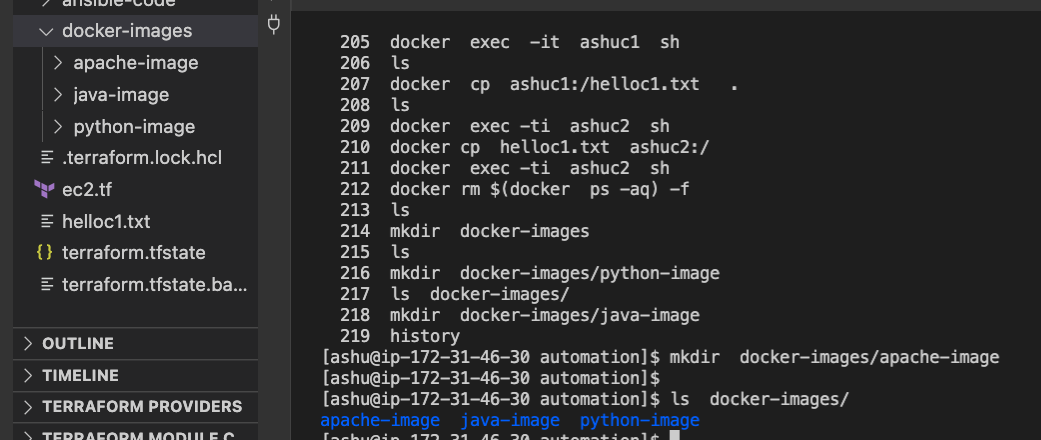 ansible-code
docker-images
apache-image
java-image
python-image
.terraform.lock.hcl
ec2.tf
helloc1.txt
{} terraform.tfstate
terraform.tfstate.ba...
OUTLINE
TIMELINE
TERRAFORM PROVIDERS
TERRAFORM MODULE C
205 docker exec -it ashuc1 sh
206 ls
207 docker cp ashuc1:/helloc1.txt .
208 ls
209 docker exec -ti ashuc2 sh
210 docker cp helloc1.txt ashuc2:/
211 docker exec -ti ashuc2 sh
212 docker rm $(docker ps -aq) -f
213 ls
214 mkdir docker-images
215 ls
216 mkdir docker-images/python-image
217 ls docker-images/
218 mkdir docker-images/java-image
219 history
[ashu@ip-172-31-46-30 automation]$ mkdir docker-images/apache-image
[ashu@ip-172-31-46-30 automation]$
[ashu@ip-172-31-46-30 automation]$ ls docker-images/
apache-image java-image python-image
[ashu@ip-172-31-46-30 automation]$